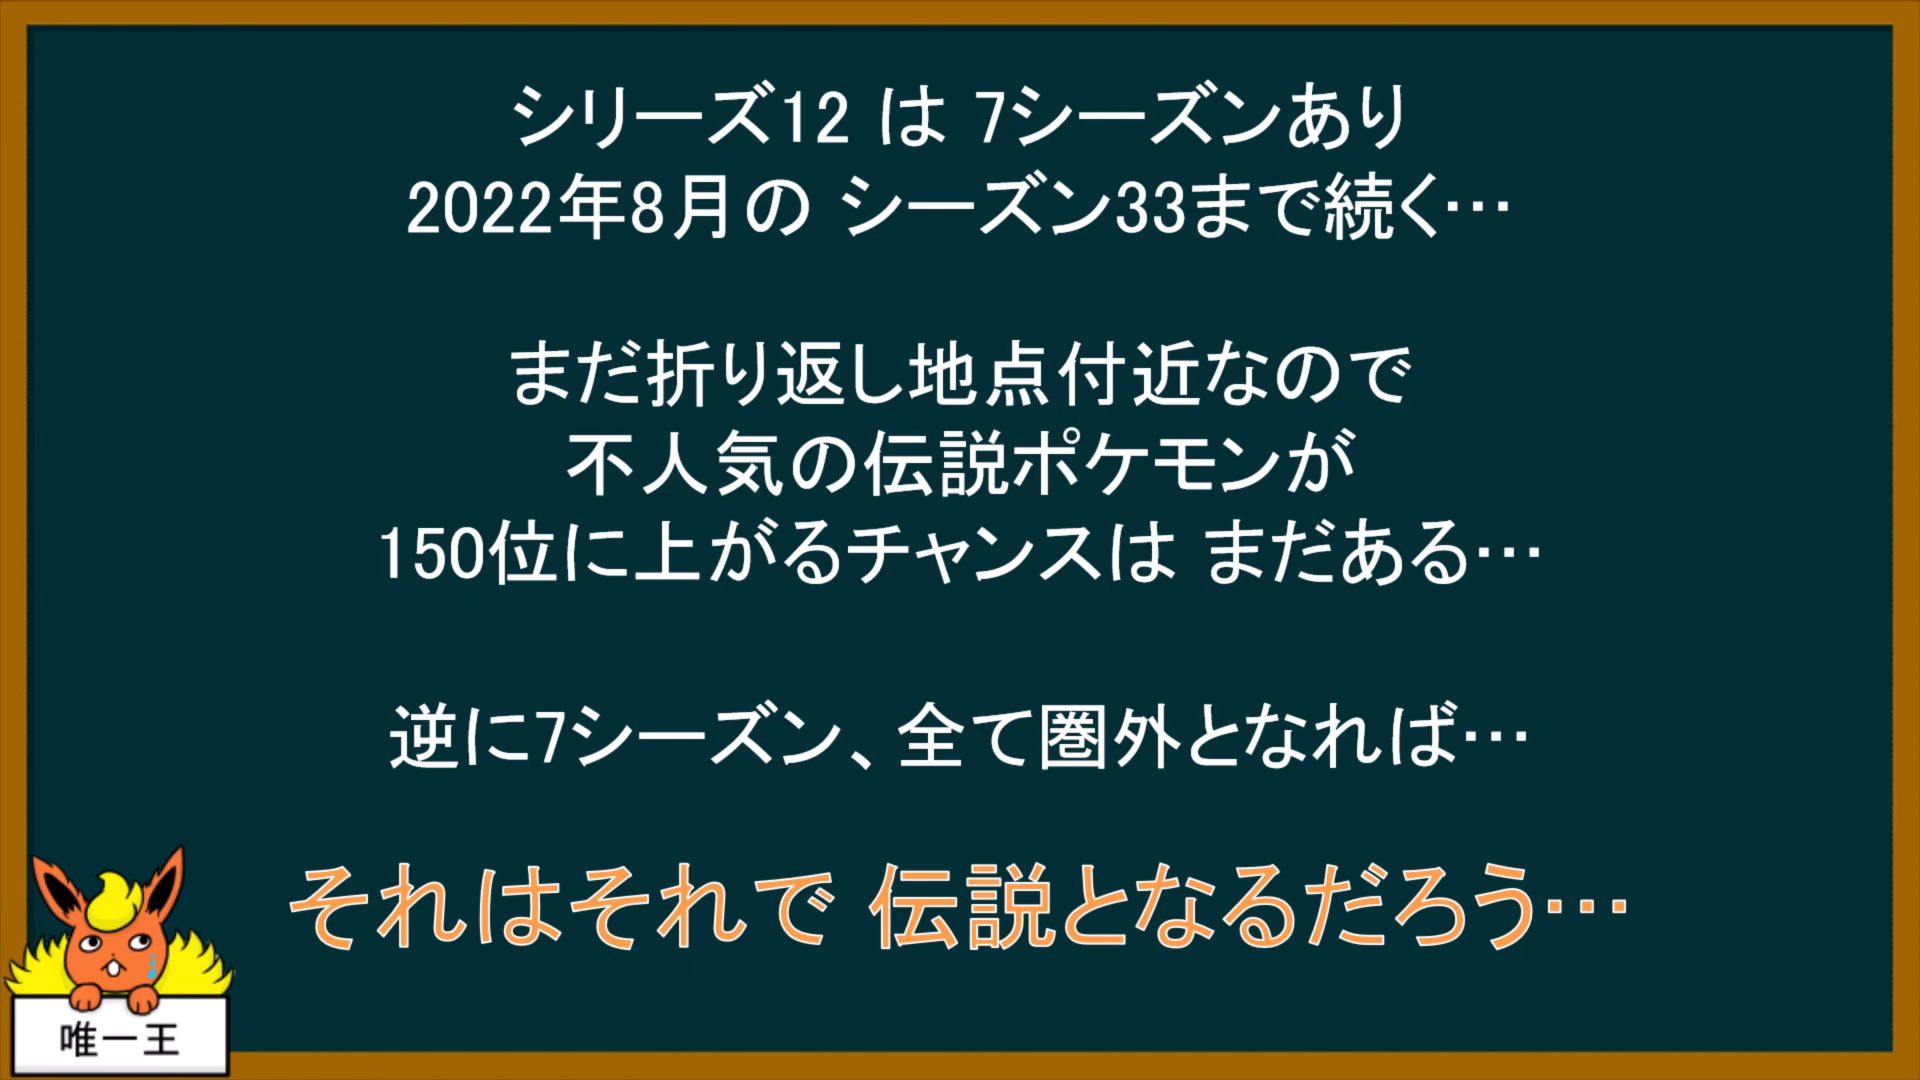 シリーズ12 は 7シーズンあり
2022年8月の シーズン33まで続く…
まだ折り返し地点付近なので
不人気の伝説ポケモンが
150位に上がるチャンスは まだある…
逆に7シーズン、全て圏外となれば…
それはそれで 伝説となるだろう…
唯一王